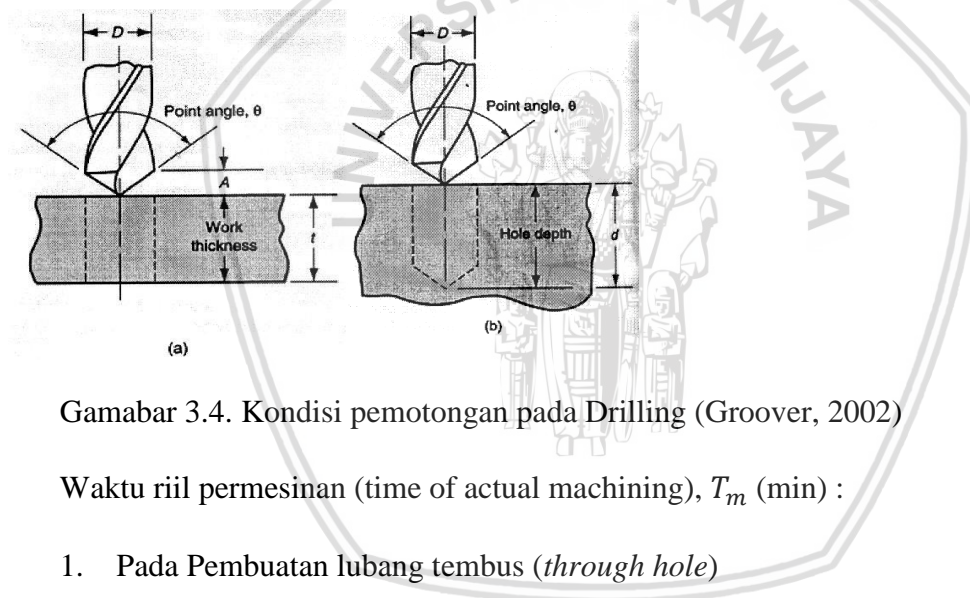 D
Point angle, θ
A
Work
thickness
t
(a)
D
Point angle, θ
Hole depth
d
(b)
Gamabar 3.4. Kondisi pemotongan pada Drilling (Groover, 2002)
Waktu riil permesinan (time of actual machining), Tₘ (min) :
1. Pada Pembuatan lubang tembus (through hole)